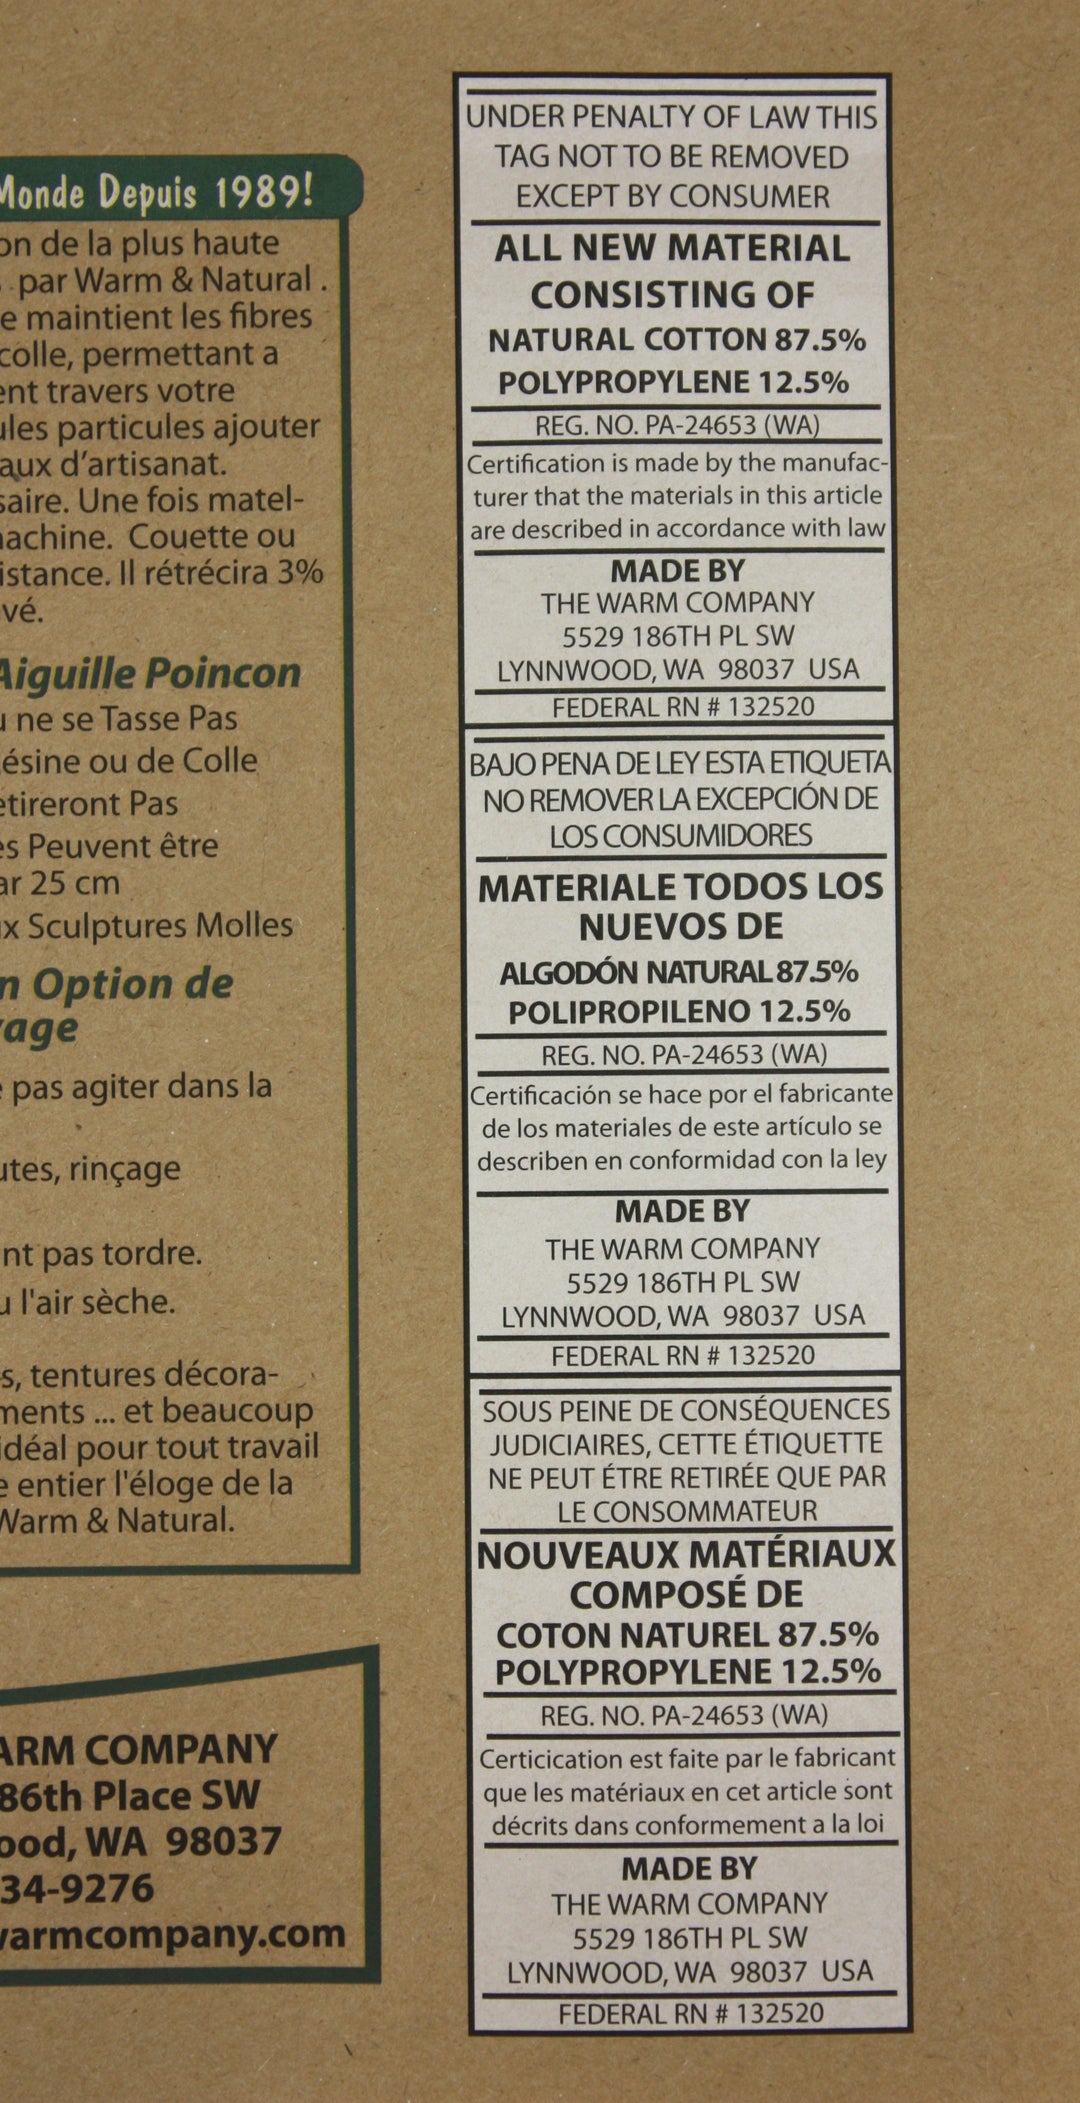 Monde Depuis 1989!
on de la plus haute
par Warm & Natural .
e maintient les fibres
colle, permettant a
ent travers votre
ules particules ajouter
aux d'artisanat.
saire. Une fois matel-
achine. Couette ou
istance. Il rétrécira 3%
vé.
Aiguille Poincon
u ne se Tasse Pas
ésine ou de Colle
etireront Pas
es Peuvent être
ar 25 cm
ux Sculptures Molles
n Option de
age
e pas agiter dans la
utes, rinçage
nt pas tordre.
u l'air sèche.
s, tentures décora-
ments ... et beaucoup
idéal pour tout travail
e entier l'éloge de la
Warm & Natural.
ARM COMPANY
86th Place SW
ood, WA 98037
34-9276
warmcompany.com
UNDER PENALTY OF LAW THIS
TAG NOT TO BE REMOVED
EXCEPT BY CONSUMER
ALL NEW MATERIAL
CONSISTING OF
NATURAL COTTON 87.5%
POLYPROPYLENE 12.5%
REG. NO. PA-24653 (WA)
Certification is made by the manufac-
turer that the materials in this article
are described in accordance with law
MADE BY
THE WARM COMPANY
5529 186TH PL SW
LYNNWOOD, WA 98037 USA
FEDERAL RN # 132520
BAJO PENA DE LEY ESTA ETIQUETA
NO REMOVER LA EXCEPCIÓN DE
LOS CONSUMIDORES
MATERIALE TODOS LOS
NUEVOS DE
ALGODÓN NATURAL 87.5%
POLIPROPILENO 12.5%
REG. NO. PA-24653 (WA)
Certificación se hace por el fabricante
de los materiales de este artículo se
describen en conformidad con la ley
MADE BY
THE WARM COMPANY
5529 186TH PL SW
LYNNWOOD, WA 98037 USA
FEDERAL RN # 132520
SOUS PEINE DE CONSÉQUENCES
JUDICIAIRES, CETTE ÉTIQUETTE
NE PEUT ÉTRE RETIRÉE QUE PAR
LE CONSOMMATEUR
NOUVEAUX MATÉRIAUX
COMPOSÉ DE
COTON NATUREL 87.5%
POLYPROPYLENE 12.5%
REG. NO. PA-24653 (WA)
Certicication est faite par le fabricant
que les matériaux en cet article sont
décrits dans conformement a la loi
MADE BY
THE WARM COMPANY
5529 186TH PL SW
LYNNWOOD, WA 98037 USA
FEDERAL RN # 132520